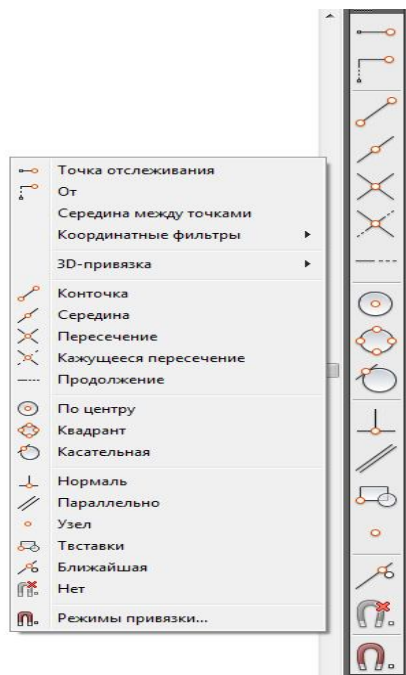 Точка отслеживания
От
Середина между точками
Координатные фильтры
3D-привязка
Конточка
Середина
Пересечение
Кажущееся пересечение
Продолжение
По центру
Квадрант
Касательная
Нормаль
Параллельно
Узел
Твставки
Ближайшая
Нет
Режимы привязки...